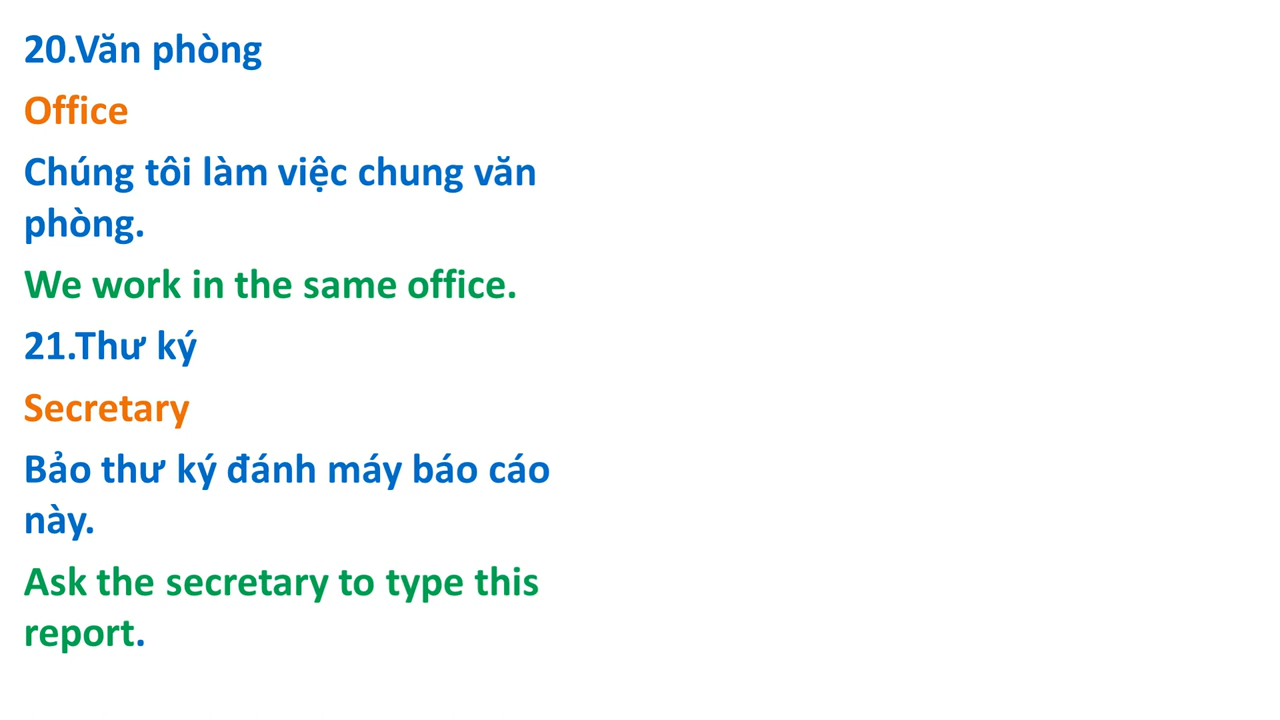 20.Văn phòng
Office
Chúng tôi làm việc chung văn
phòng.
We work in the same office.
21.Thư ký
Secretary
Bảo thư ký đánh máy báo cáo
này.
Ask the secretary to type this
report.